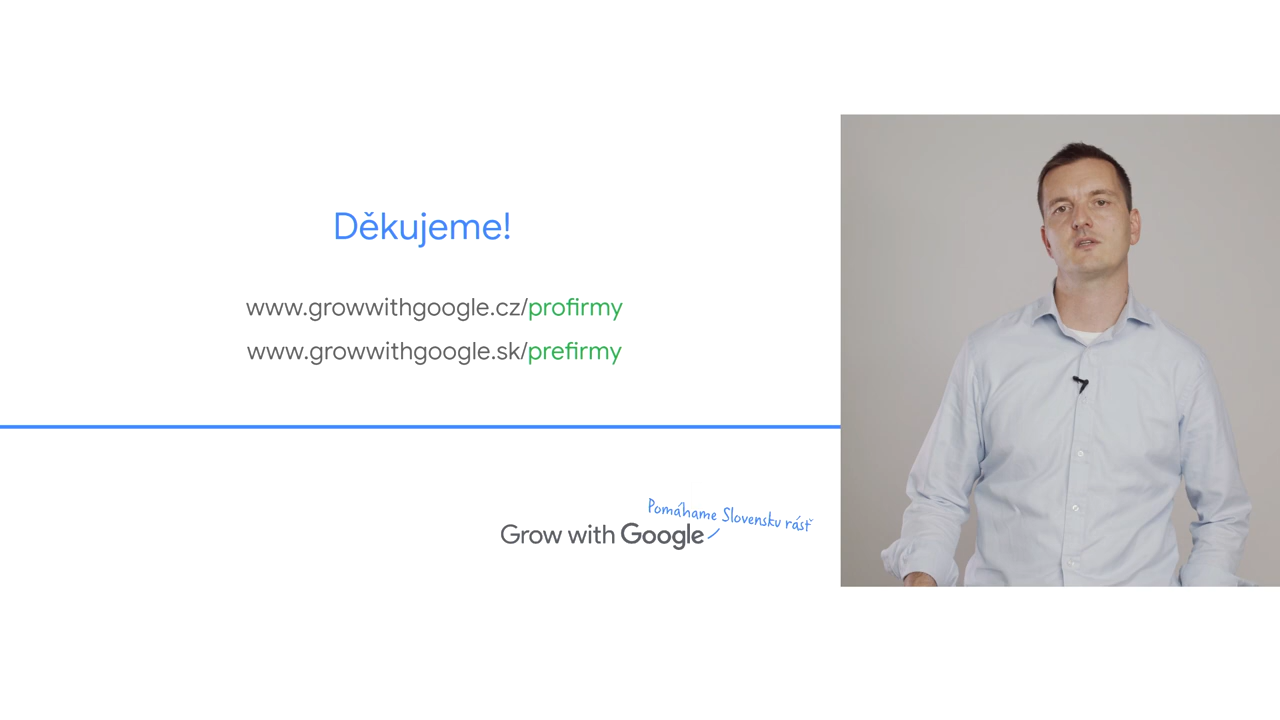 Děkujeme!
www.growwithgoogle.cz/profirmy
www.growwithgoogle.sk/prefirmy
Pomáhame Slovensku rásť
Grow with Google